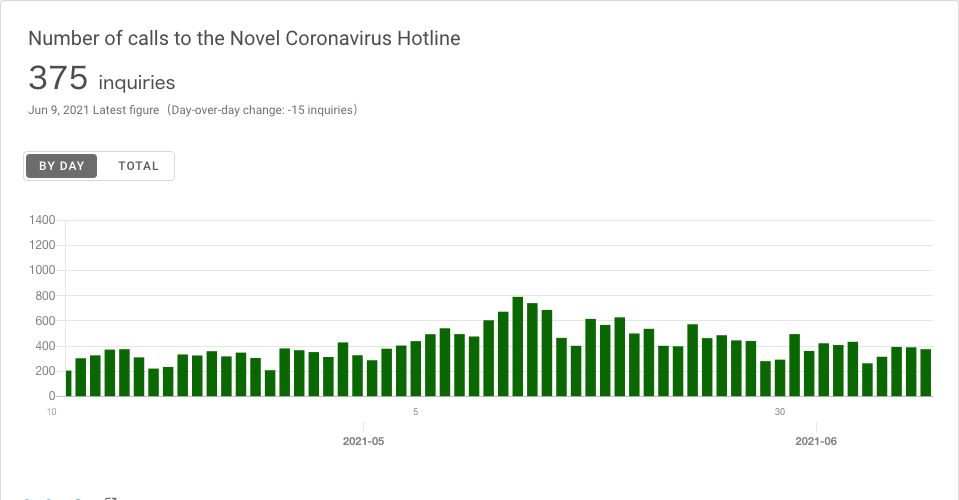 Number of calls to the Novel Coronavirus Hotline
375 inquiries
Jun 9, 2021 Latest figure（Day-over-day change: -15 inquiries）
BY DAY TOTAL
1400
1200
1000
800
600
400
200
0
10 5 30
2021-05 2021-06